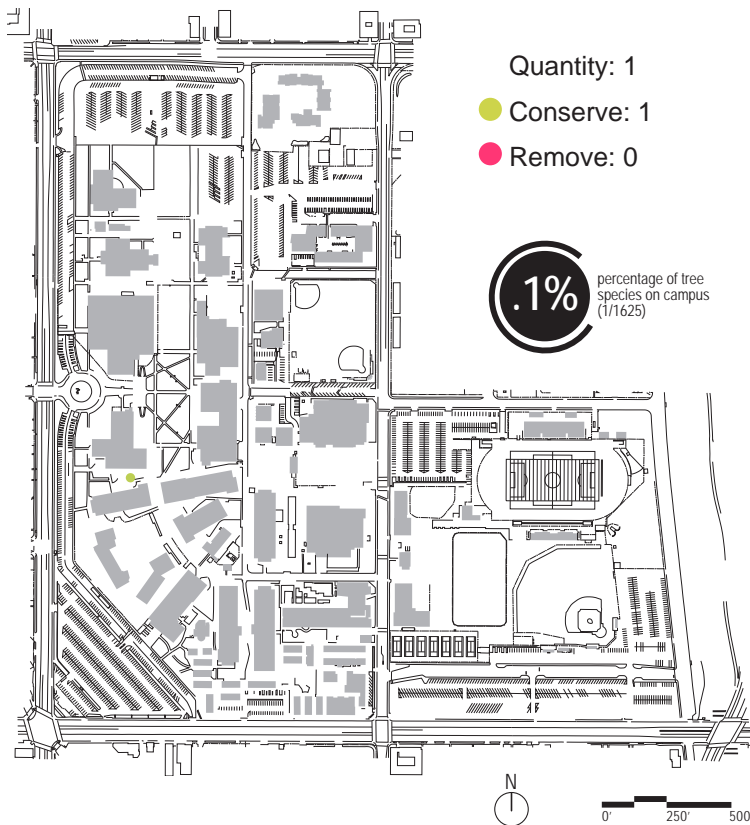 Quantity: 1
Conserve: 1
Remove: 0
.1%
percentage of tree
species on campus
(1/1625)
N
0' 250' 500